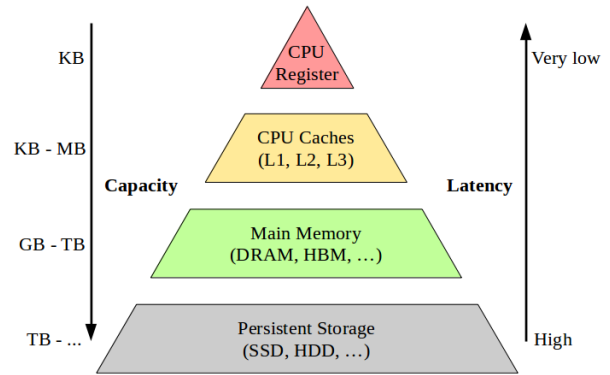 KB
CPU
Register
Very low
KB - MB
CPU Caches
(L1, L2, L3)
Capacity
Latency
GB - TB
Main Memory
(DRAM, HBM, …)
TB - ...
Persistent Storage
(SSD, HDD, …)
High